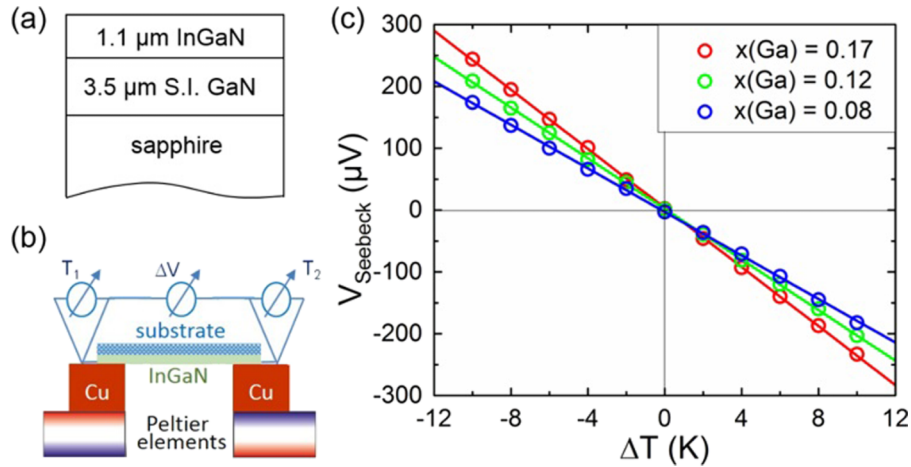 (a)
1.1 μm InGaN
3.5 μm S.I. GaN
sapphire
(b)
T1
ΔV
T2
substrate
InGaN
Cu
Cu
Peltier
elements
(c)
x(Ga) = 0.17
x(Ga) = 0.12
x(Ga) = 0.08
300
200
100
0
-100
-200
-300
VSeebeck (μV)
-12 -8 -4 0 4 8 12
ΔT (K)